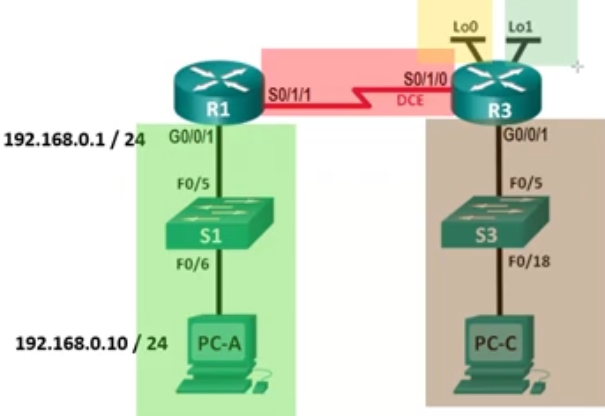 Lo0 Lo1
S0/1/0
R1 S0/1/1 DCE R3
192.168.0.1 / 24 G0/0/1 G0/0/1
F0/5 F0/5
S1 S3
F0/6 F0/18
192.168.0.10 / 24 PC-A PC-C